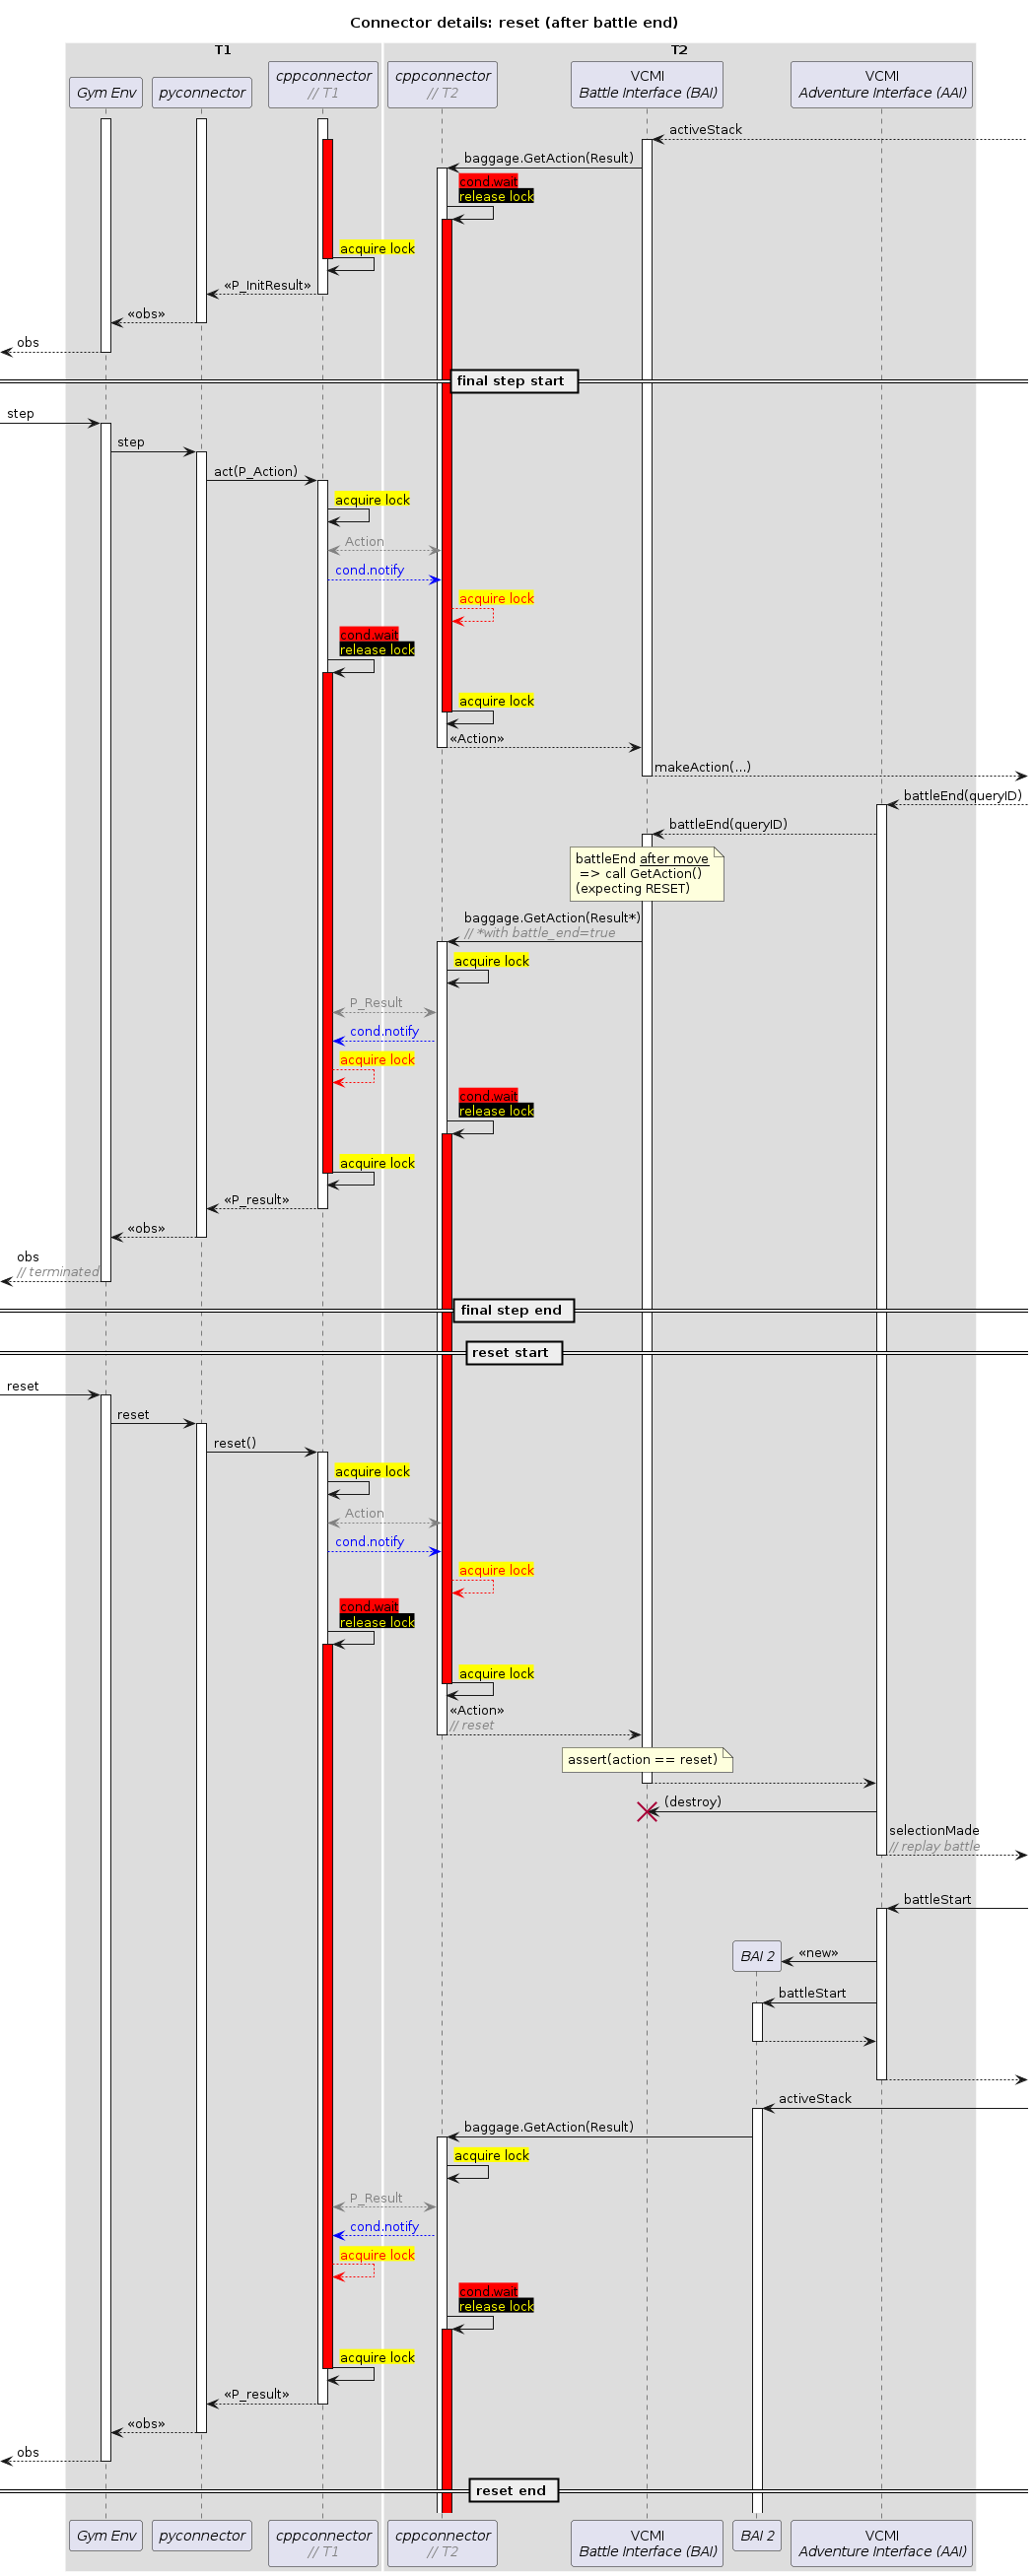 Connector details: reset (after battle end)
T1
T2
Gym Env
pyconnector
cppconnector
// T1
cppconnector
// T2
VCMI
Battle Interface (BAI)
VCMI
Adventure Interface (AAI)
activeStack
baggage.GetAction(Result)
cond.wait
release lock
acquire lock
«P_InitResult»
«obs»
obs
final step start
step
step
act(P_Action)
acquire lock
Action
cond.notify
acquire lock
cond.wait
release lock
acquire lock
«Action»
makeAction(...)
battleEnd(queryID)
battleEnd(queryID)
battleEnd after move
=> call GetAction()
(expecting RESET)
baggage.GetAction(Result*)
// *with battle_end=true
acquire lock
P_Result
cond.notify
acquire lock
cond.wait
release lock
acquire lock
«P_result»
«obs»
obs
// terminated
final step end
reset start
reset
reset
reset()
acquire lock
Action
cond.notify
acquire lock
cond.wait
release lock
acquire lock
«Action»
// reset
assert(action == reset)
(destroy)
selectionMade
// replay battle
battleStart
BAI 2
«new»
battleStart
activeStack
baggage.GetAction(Result)
acquire lock
P_Result
cond.notify
acquire lock
cond.wait
release lock
acquire lock
«P_result»
«obs»
obs
reset end
Gym Env
pyconnector
cppconnector
// T1
cppconnector
// T2
VCMI
Battle Interface (BAI)
BAI 2
VCMI
Adventure Interface (AAI)